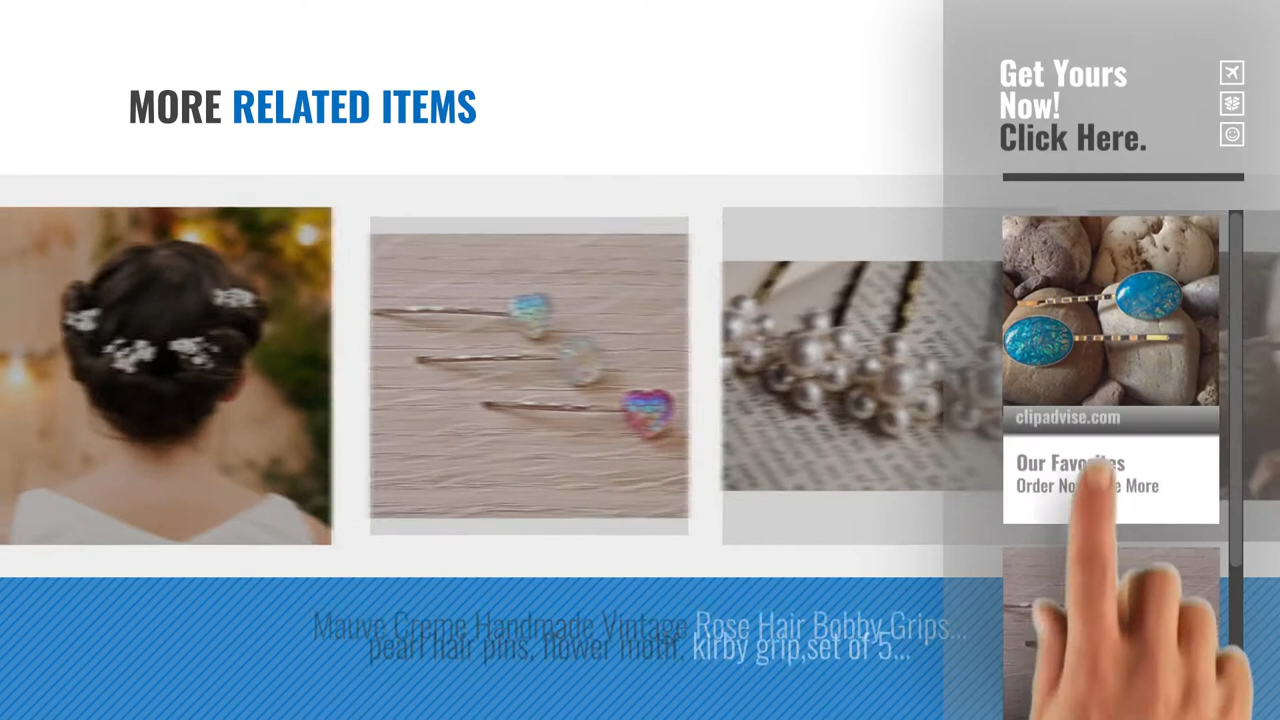 MORE RELATED ITEMS
Get Yours
Now!
Click Here.
clipadvise.com
Our Favorites
Order No e More
Mauve Creme Handmade Vintage Rose Hair Bobby Grips...
pearl hair pins, flower motif, kirby grip,set of 5...